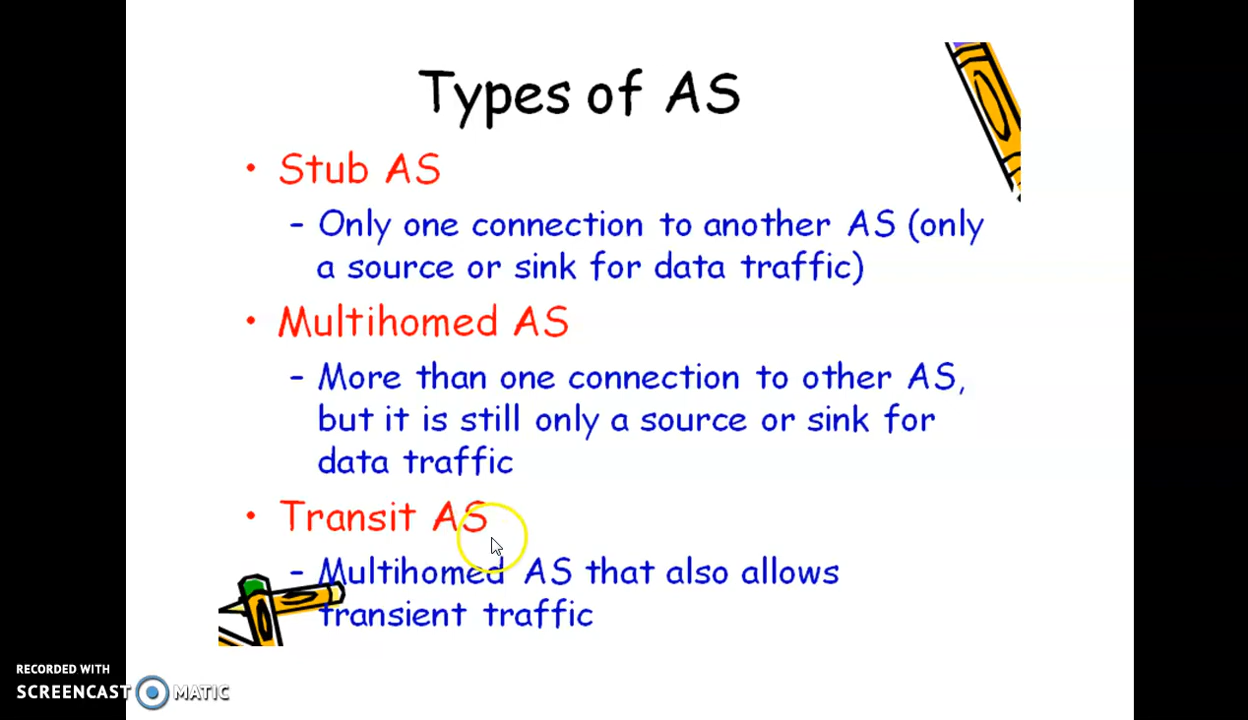 Types of AS
• Stub AS
– Only one connection to another AS (only
a source or sink for data traffic)
• Multihomed AS
– More than one connection to other AS,
but it is still only a source or sink for
data traffic
• Transit AS
– Multihomed AS that also allows
transient traffic
RECORDED WITH
SCREENCAST MATIC